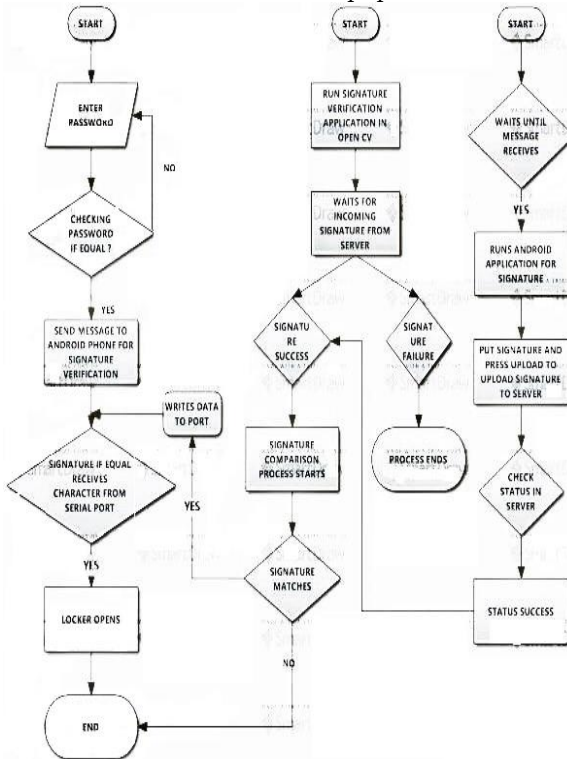 START
ENTER
PASSWORD
NO
CHECKING
PASSWORD
IF EQUAL ?
YES
SEND MESSAGE TO
ANDROID PHONE FOR
SIGNATURE
VERIFICATION
SIGNATURE IF EQUAL
RECEIVES
CHARACTER FROM
SERIAL PORT
YES
LOCKER OPENS
END
WRITES DATA
TO PORT
YES
START
RUN SIGNATURE
VERIFICATION
APPLICATION IN
OPEN CV
WAITS FOR
INCOMING
SIGNATURE FROM
SERVER
SIGNATU
RE
SUCCESS
SIGNAT
URE
FAILURE
SIGNATURE
COMPARISON
PROCESS STARTS
PROCESS ENDS
SIGNATURE
MATCHES
NO
START
WAITS UNTIL
MESSAGE
RECEIVES
YES
RUNS ANDROID
APPLICATION FOR
SIGNATURE
PUT SIGNATURE AND
PRESS UPLOAD TO
UPLOAD SIGNATURE
TO SERVER
CHECK
STATUS IN
SERVER
STATUS SUCCESS